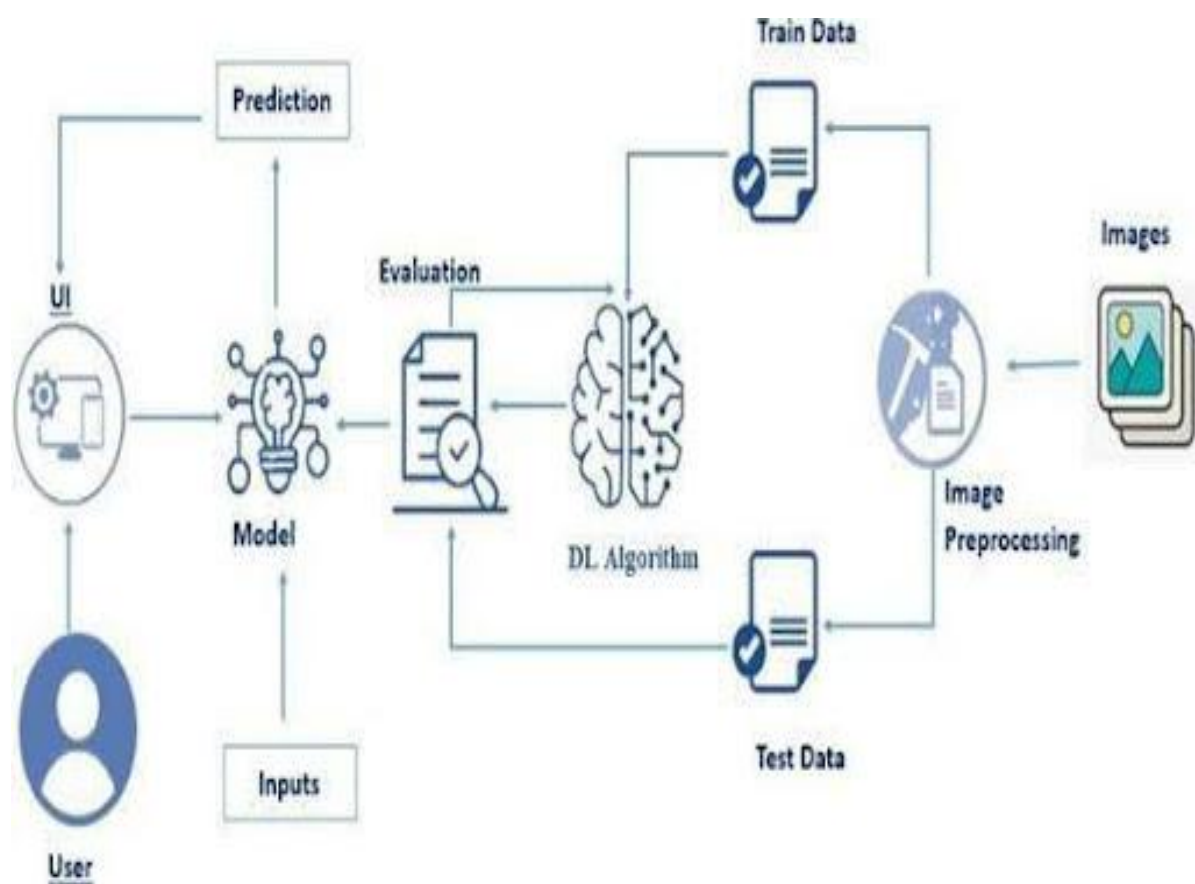 Train Data
Prediction
Images
Evaluation
UI
Image
Preprocessing
Model
DL Algorithm
Test Data
Inputs
User